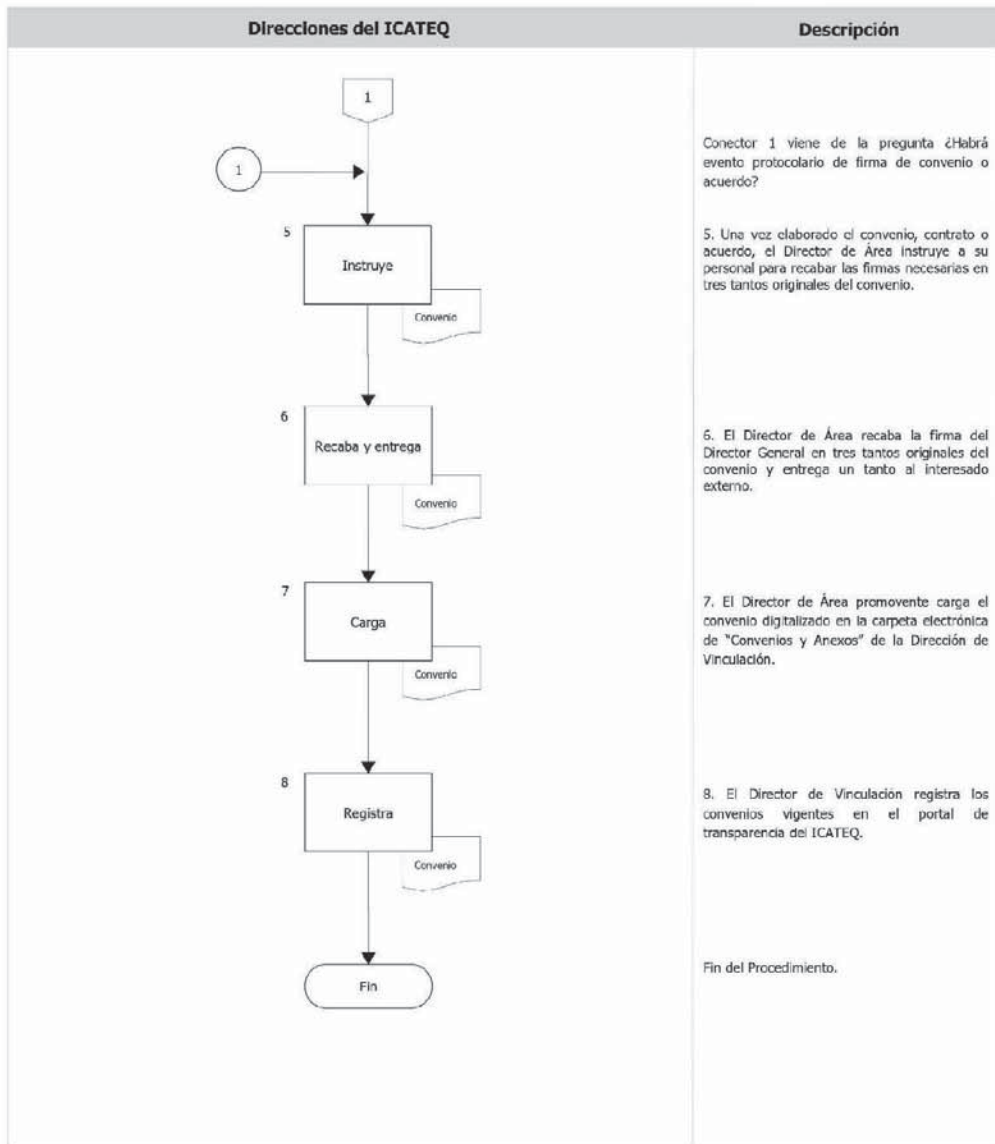 Direcciones del ICATEQ
Descripción
1
1
Conector 1 viene de la pregunta ¿Habrá
evento protocolario de firma de convenio o
acuerdo?
5
Instruye
Convenio
5. Una vez elaborado el convenio, contrato o
acuerdo, el Director de Área instruye a su
personal para recabar las firmas necesarias en
tres tantos originales del convenio.
6
Recaba y entrega
Convenio
6. El Director de Área recaba la firma del
Director General en tres tantos originales del
convenio y entrega un tanto al interesado
externo.
7
Carga
Convenio
7. El Director de Área promovente carga el
convenio digitalizado en la carpeta electrónica
de "Convenios y Anexos" de la Dirección de
Vinculación.
8
Registra
Convenio
8. El Director de Vinculación registra los
convenios vigentes en el portal de
transparencia del ICATEQ.
Fin
Fin del Procedimiento.